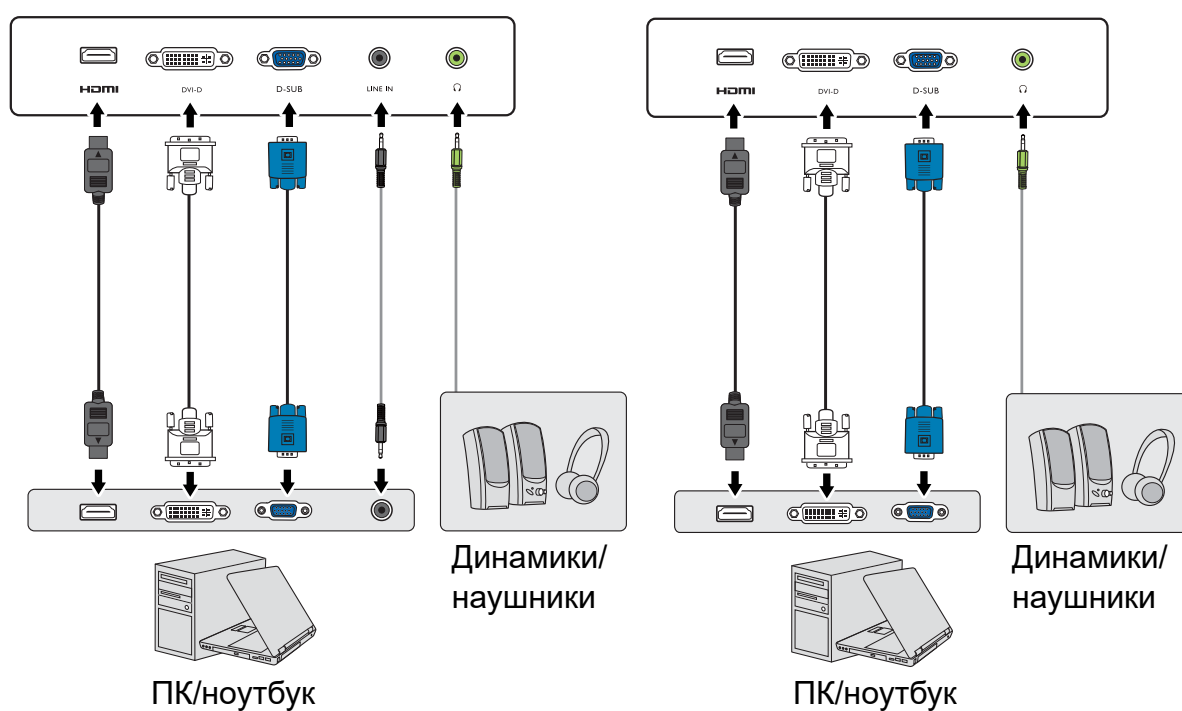 HDMI DVI-D D-SUB LINE IN
HDMI DVI-D D-SUB
Динамики/
наушники
ПК/ноутбук
Динамики/
наушники
ПК/ноутбук